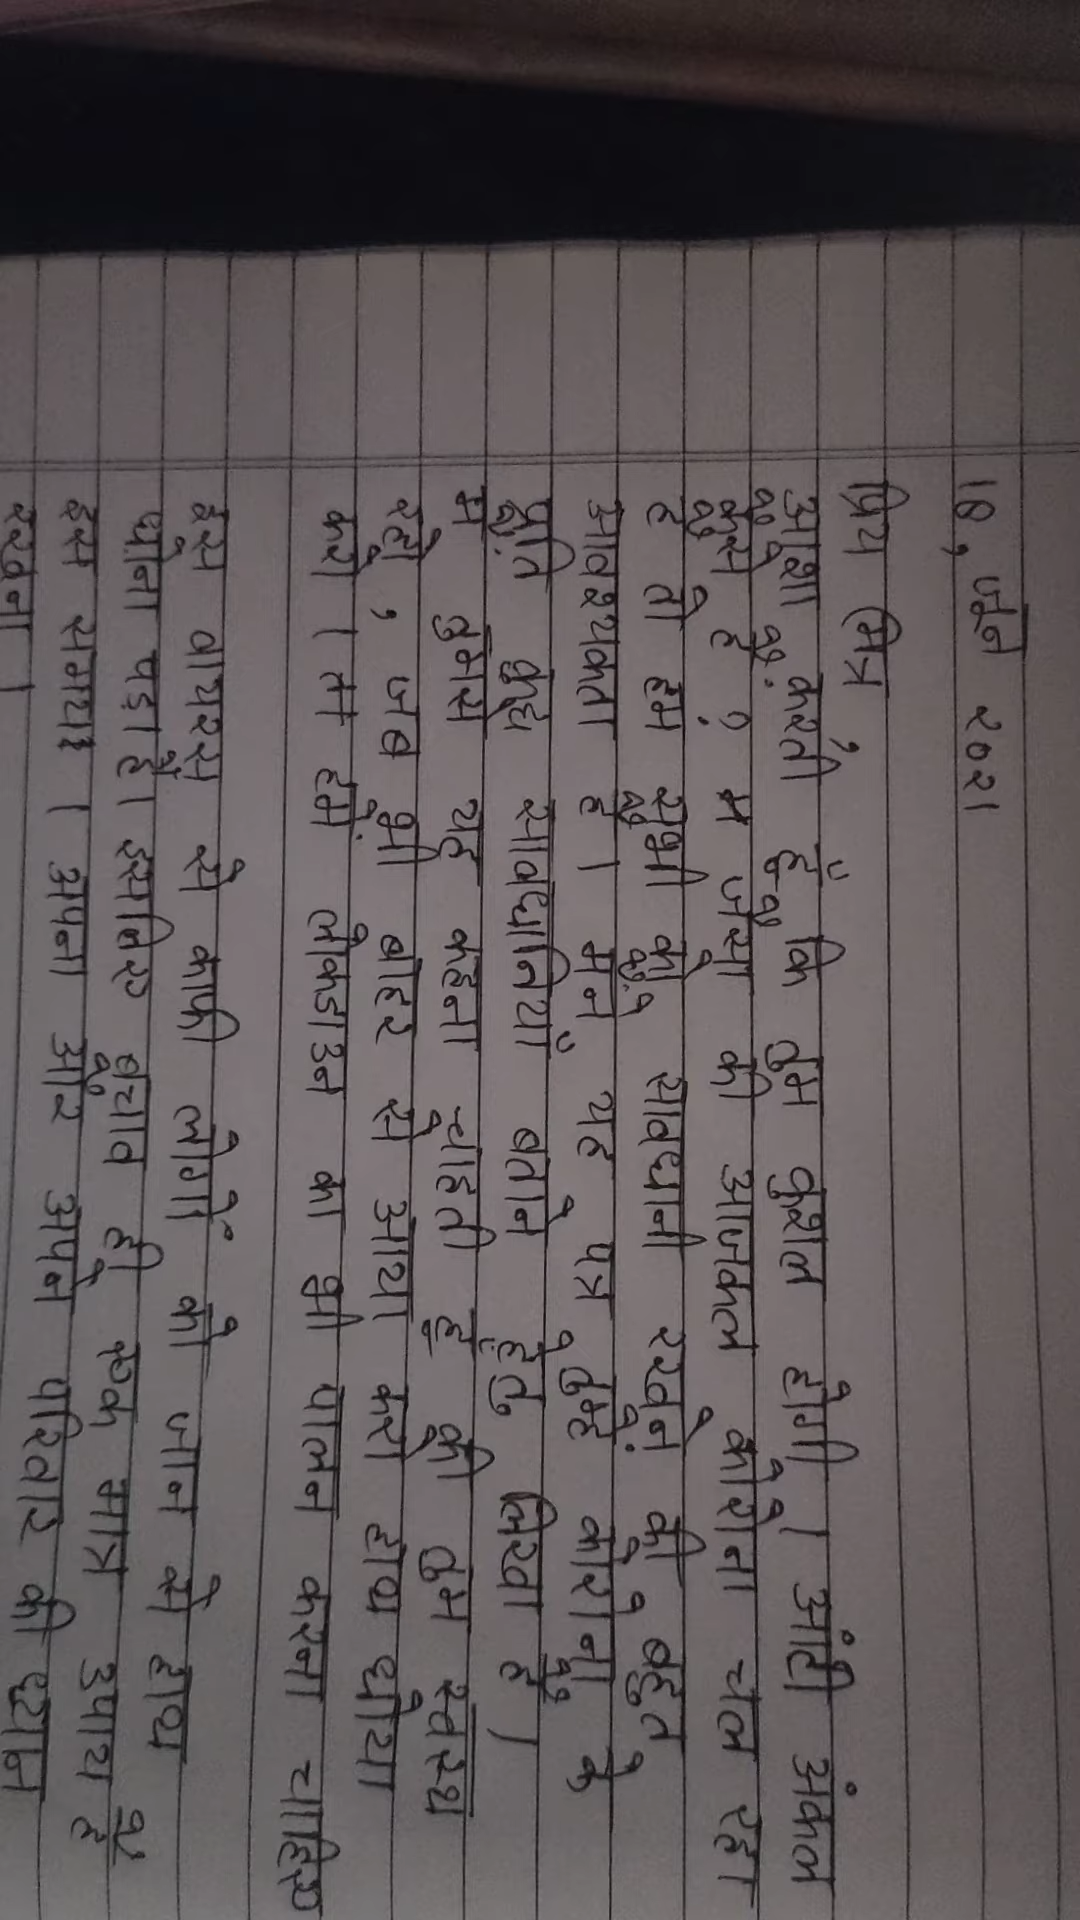 18, जून २०२१
प्रिय मित्र,
आशा करती हूँ कि तुम कुशल होगी। आंटी अंकल
कैसे है? मैं जैसा की आजकल कोरोना चल रहा
है तो हम सभी को सावधानी रखने की बहुत
आवश्यकता है। मैंने यह पत्र तुम्हे कोरोना के
प्रति कुछ सावधानियाँ बताने हेतु लिखा है।
मैं तुमसे यह कहना चाहती हूँ की तुम स्वस्थ
रहो, जब भी बाहर से आया करो हाथ धोया
करो। हमें लोकडाउन का भी पालन करना चाहिए
इस वायरस से काफी लोगों को जान से हाथ
धोना पड़ा है। इसलिए बचाव ही एक मात्र उपाय है
इस समय। अपना और अपने परिवार की ध्यान
रखना।